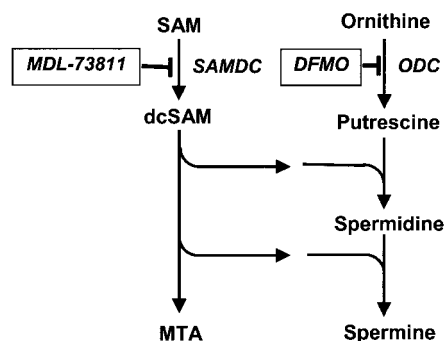 SAM Ornithine
MDL-73811 SAMDC DFMO ODC
dcSAM Putrescine
Spermidine
MTA Spermine